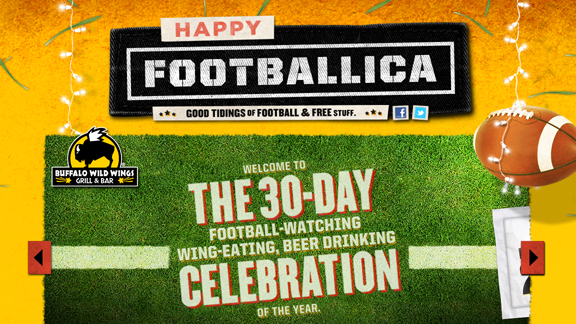 HAPPY
FOOTBALLICA
GOOD TIDINGS OF FOOTBALL & FREE STUFF.
BUFFALO WILD WINGS
GRILL & BAR
WELCOME TO
THE 30-DAY
FOOTBALL-WATCHING
WING-EATING, BEER DRINKING
CELEBRATION
OF THE YEAR.